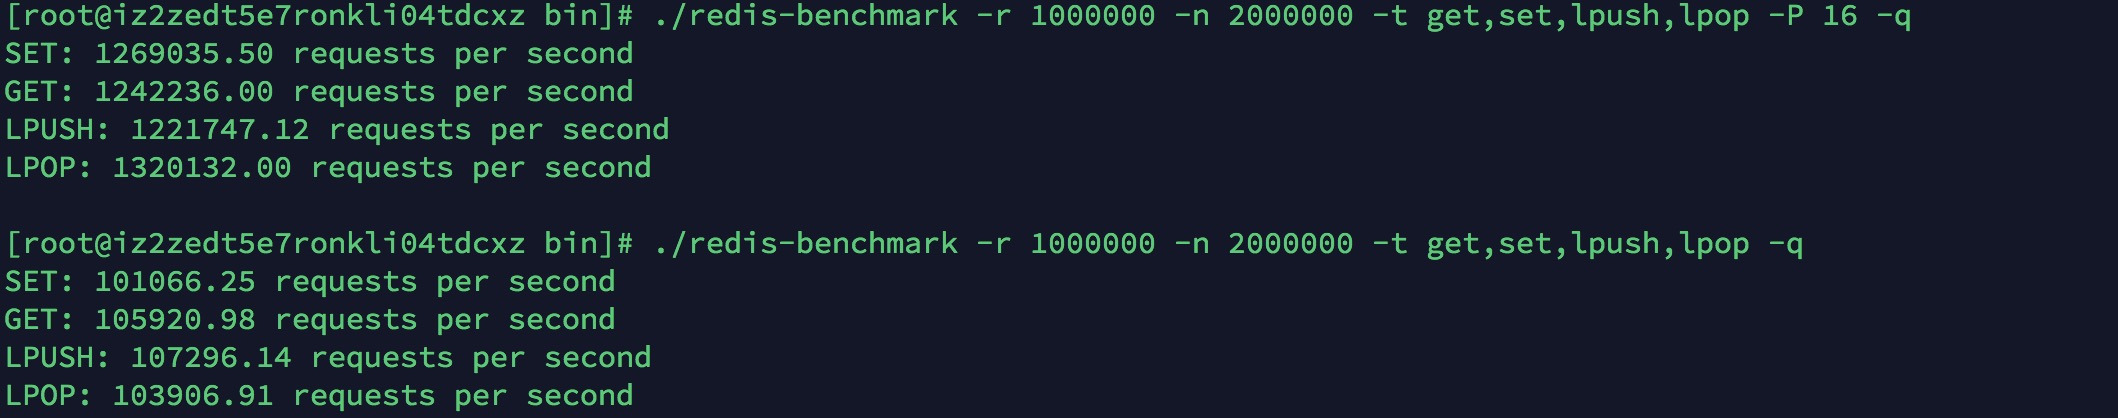 [root@iz2zedt5e7ronkli04tdcxz bin]# ./redis-benchmark -r 1000000 -n 2000000 -t get,set,lpush,lpop -P 16 -q
SET: 1269035.50 requests per second
GET: 1242236.00 requests per second
LPUSH: 1221747.12 requests per second
LPOP: 1320132.00 requests per second
[root@iz2zedt5e7ronkli04tdcxz bin]# ./redis-benchmark -r 1000000 -n 2000000 -t get,set,lpush,lpop -q
SET: 101066.25 requests per second
GET: 105920.98 requests per second
LPUSH: 107296.14 requests per second
LPOP: 103906.91 requests per second